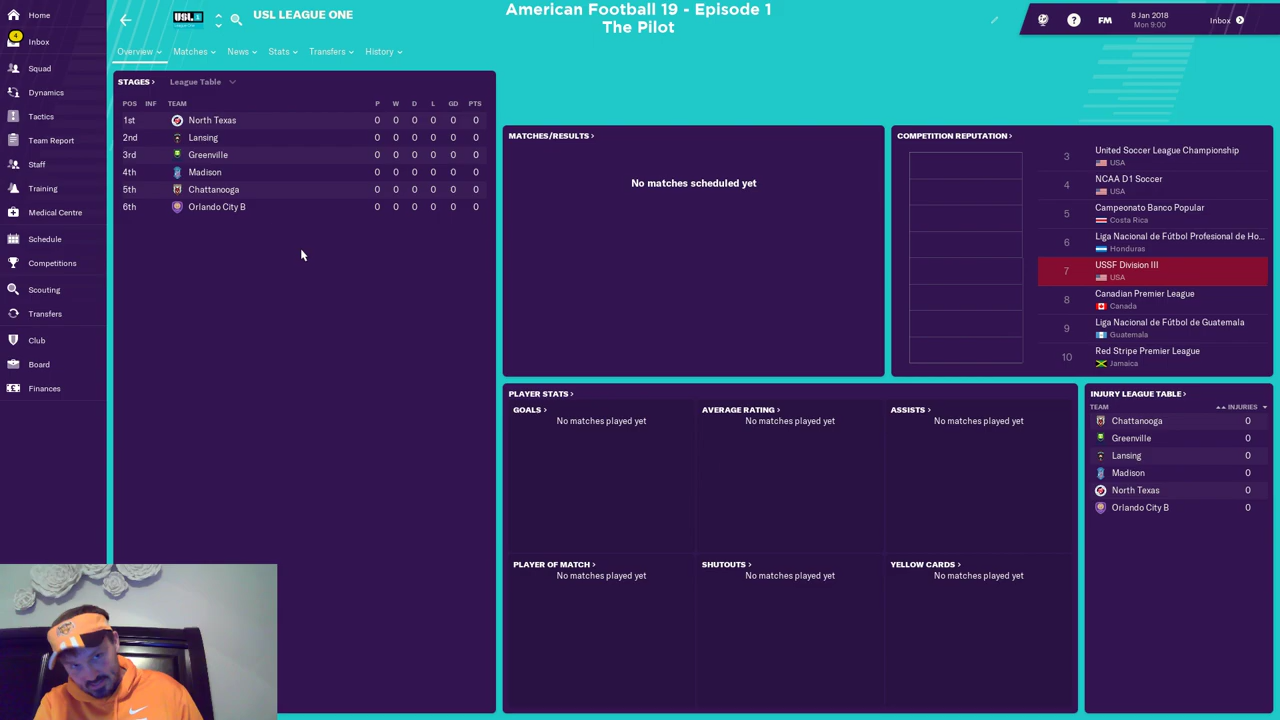 American Football 19 - Episode 1
The Pilot
USL LEAGUE ONE
Overview
Matches
News
Stats
Transfers
History
8 Jan 2018
Mon 9:00
Inbox
FM
?
Home
4
Inbox
Squad
Dynamics
Tactics
Team Report
Staff
Training
Medical Centre
Schedule
Competitions
Scouting
Transfers
Club
Board
Finances
STAGES> League Table
POS INF TEAM P W D L GD PTS
1st North Texas 0 0 0 0 0 0
2nd Lansing 0 0 0 0 0 0
3rd Greenville 0 0 0 0 0 0
4th Madison 0 0 0 0 0 0
5th Chattanooga 0 0 0 0 0 0
6th Orlando City B 0 0 0 0 0 0
MATCHES/RESULTS>
No matches scheduled yet
COMPETITION REPUTATION>
3 United Soccer League Championship
USA
4 NCAA D1 Soccer
USA
5 Campeonato Banco Popular
Costa Rica
6 Liga Nacional de Fútbol Profesional de Ho...
Honduras
7 USSF Division III
USA
8 Canadian Premier League
Canada
9 Liga Nacional de Fútbol de Guatemala
Guatemala
10 Red Stripe Premier League
Jamaica
PLAYER STATS>
GOALS>
No matches played yet
AVERAGE RATING>
No matches played yet
ASSISTS>
No matches played yet
PLAYER OF MATCH>
No matches played yet
SHUTOUTS>
No matches played yet
YELLOW CARDS>
No matches played yet
INJURY LEAGUE TABLE>
TEAM INJURIES
Chattanooga 0
Greenville 0
Lansing 0
Madison 0
North Texas 0
Orlando City B 0